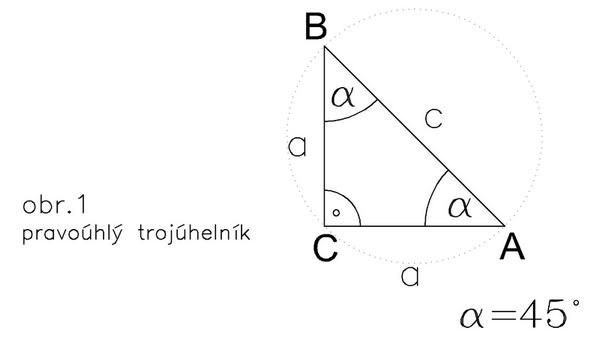 B
α
c
a
α
obr.1
pravoúhlý trojúhelník
C
A
a
α=45°